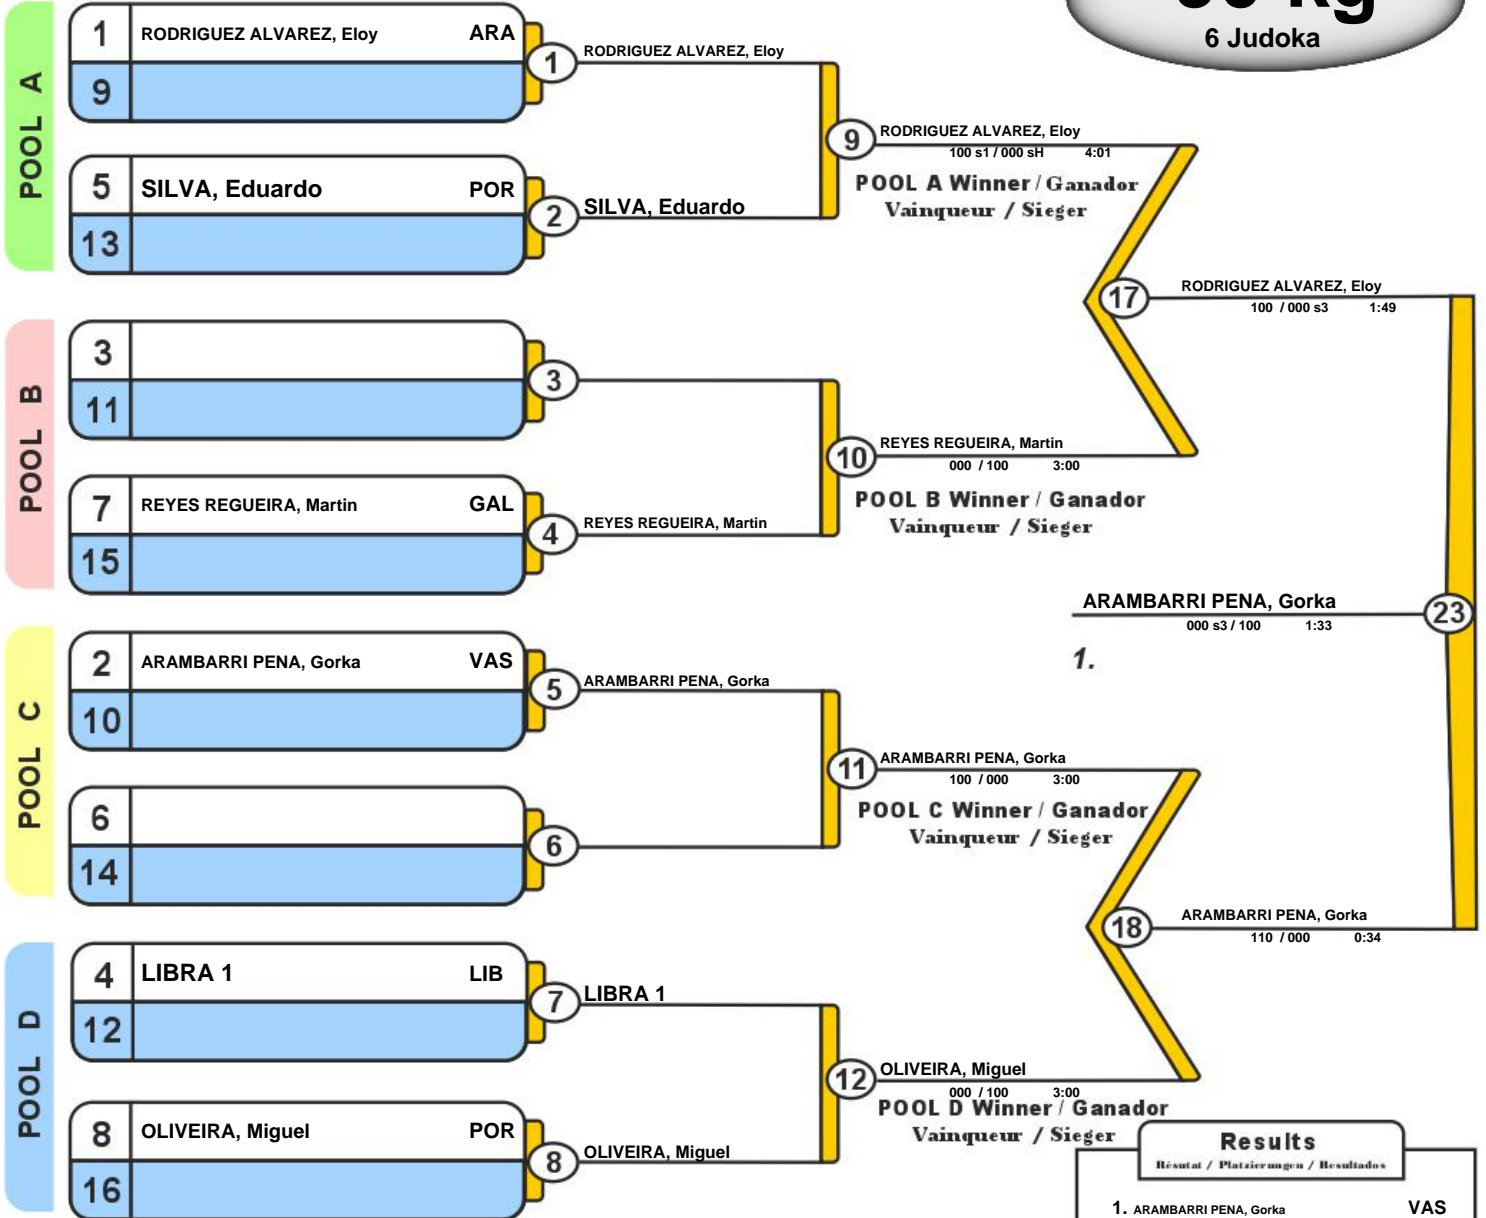 kg
6 Judoka
POOL A
1 RODRIGUEZ ALVAREZ, Eloy ARA
9
1 RODRIGUEZ ALVAREZ, Eloy
5 SILVA, Eduardo POR
13
2 SILVA, Eduardo
9 RODRIGUEZ ALVAREZ, Eloy
100 s1 / 000 sH 4:01
POOL A Winner / Ganador
Vainqueur / Sieger
POOL B
3
11
3
7 REYES REGUEIRA, Martin GAL
15
4 REYES REGUEIRA, Martin
10 REYES REGUEIRA, Martin
000 / 100 3:00
POOL B Winner / Ganador
Vainqueur / Sieger
17 RODRIGUEZ ALVAREZ, Eloy
100 / 000 s3 1:49
ARAMBARRI PENA, Gorka 23
000 s3 / 100 1:33
1.
POOL C
2 ARAMBARRI PENA, Gorka VAS
10
5 ARAMBARRI PENA, Gorka
6
14
6
11 ARAMBARRI PENA, Gorka
100 / 000 3:00
POOL C Winner / Ganador
Vainqueur / Sieger
18 ARAMBARRI PENA, Gorka
110 / 000 0:34
POOL D
4 LIBRA 1 LIB
12
7 LIBRA 1
8 OLIVEIRA, Miguel POR
16
8 OLIVEIRA, Miguel
12 OLIVEIRA, Miguel
000 / 100 3:00
POOL D Winner / Ganador
Vainqueur / Sieger
Results
Résutat / Platzierungen / Resultados
1. ARAMBARRI PENA, Gorka VAS